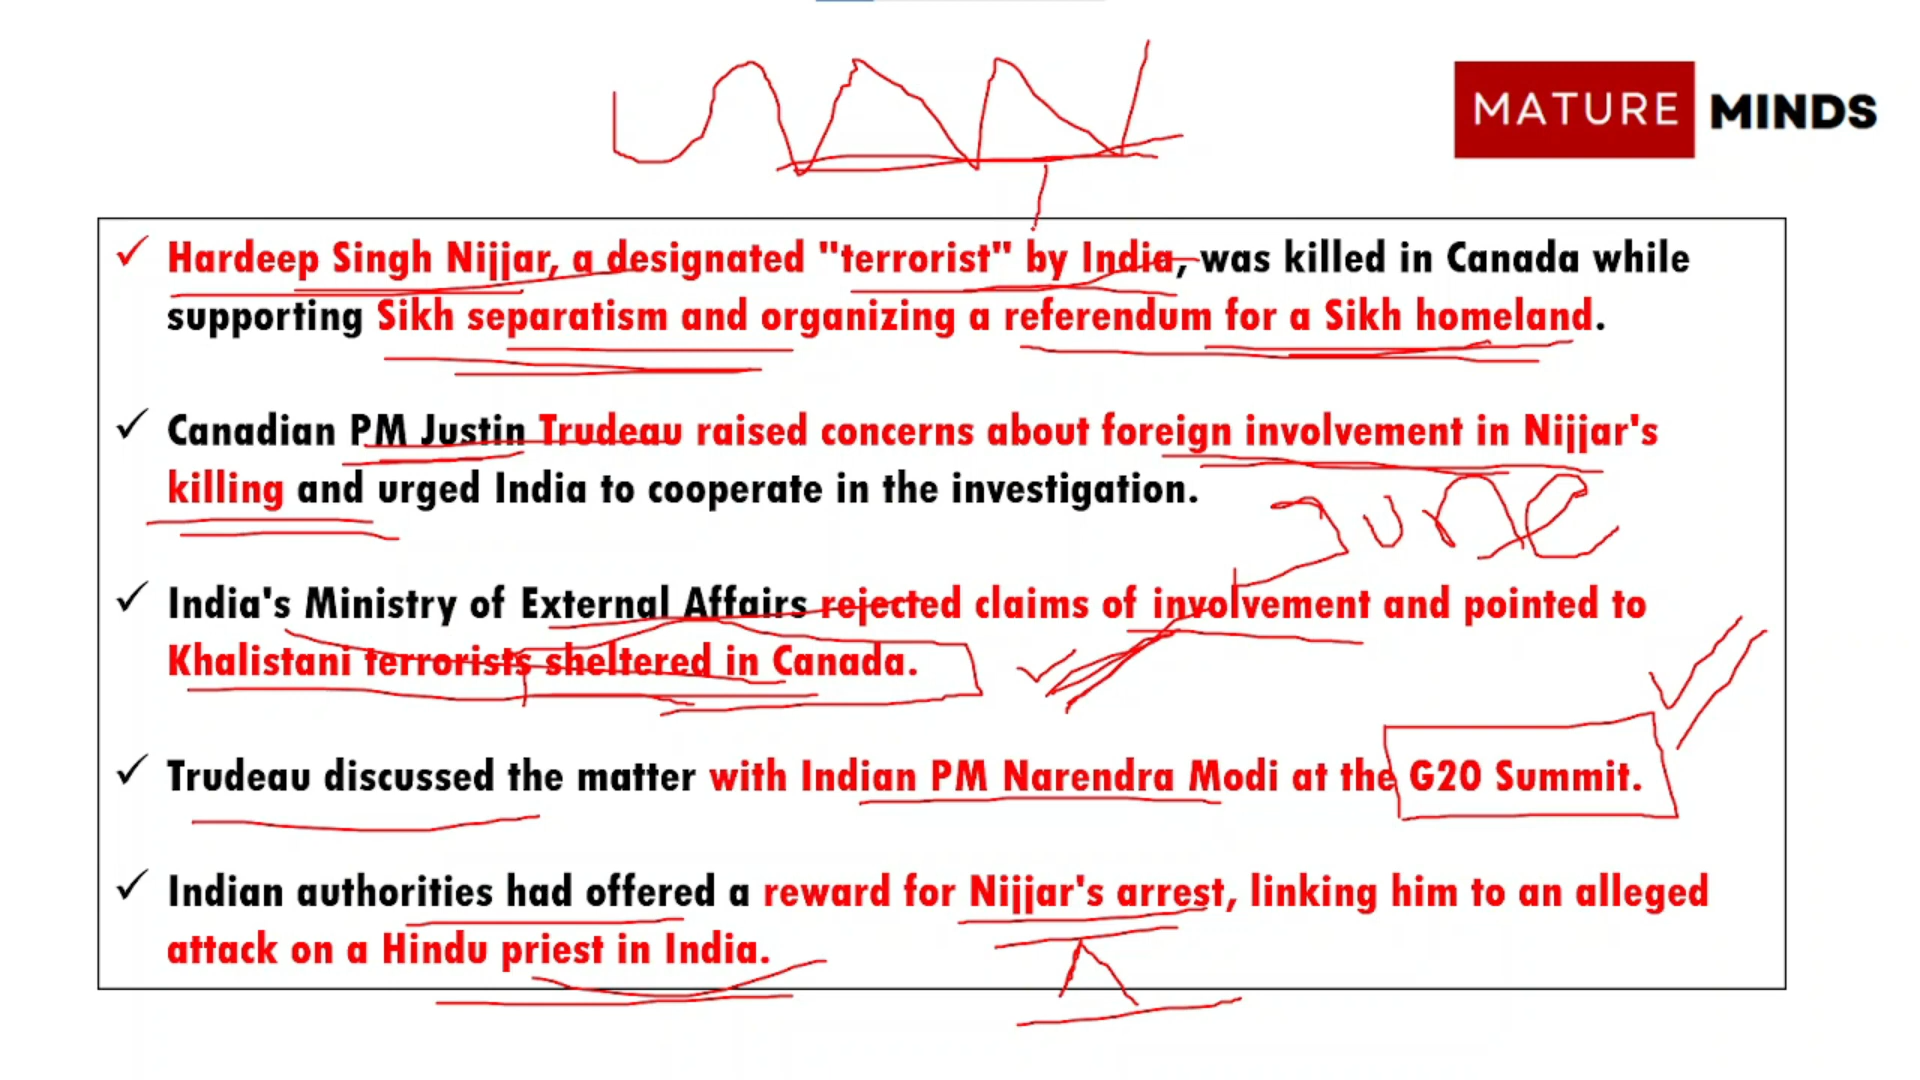 MATURE MINDS
Hardeep Singh Nijjar, a designated "terrorist" by India, was killed in Canada while
supporting Sikh separatism and organizing a referendum for a Sikh homeland.
Canadian PM Justin Trudeau raised concerns about foreign involvement in Nijjar's
killing and urged India to cooperate in the investigation.
June
India's Ministry of External Affairs rejected claims of involvement and pointed to
Khalistani terrorists sheltered in Canada.
Trudeau discussed the matter with Indian PM Narendra Modi at the G20 Summit.
Indian authorities had offered a reward for Nijjar's arrest, linking him to an alleged
attack on a Hindu priest in India.